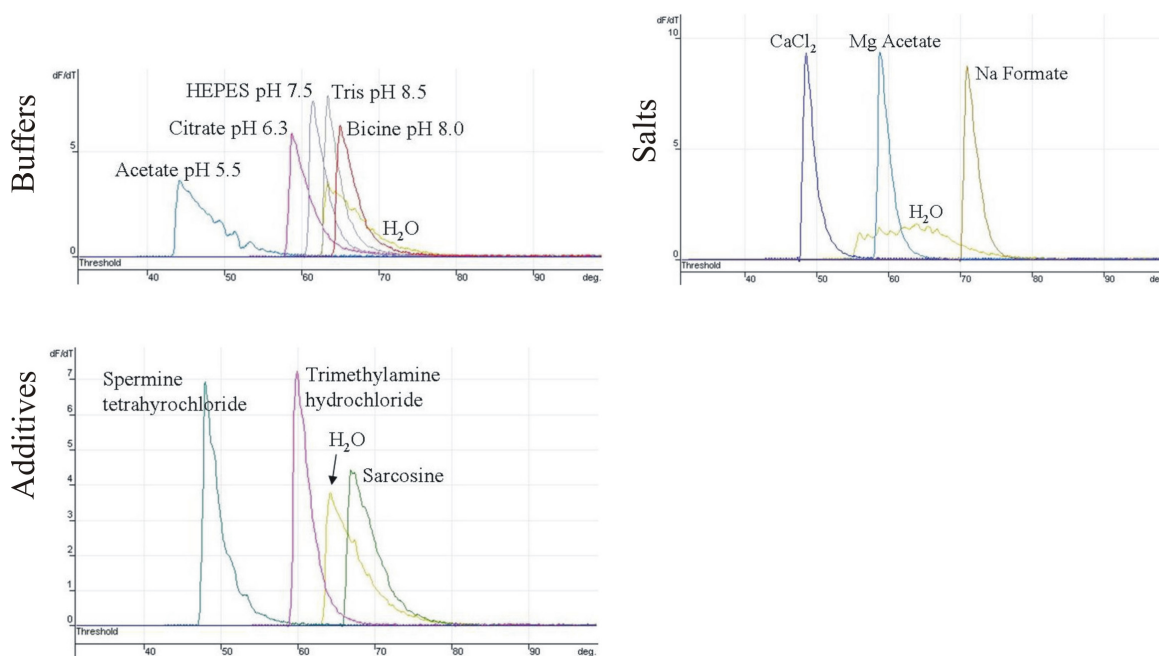 Buffers
dF/dT
5
0
HEPES pH 7.5
Tris pH 8.5
Citrate pH 6.3
Bicine pH 8.0
Acetate pH 5.5
H2O
Threshold
40 50 60 70 80 90 deg.
Salts
dF/dT
10
5
0
CaCl2
Mg Acetate
Na Formate
H2O
Threshold
40 50 60 70 80 90 de
Additives
dF/dT
7
6
5
4
3
2
1
0
Spermine
tetrahyrochloride
Trimethylamine
hydrochloride
H2O
Sarcosine
Threshold
40 50 60 70 80 90 deg.